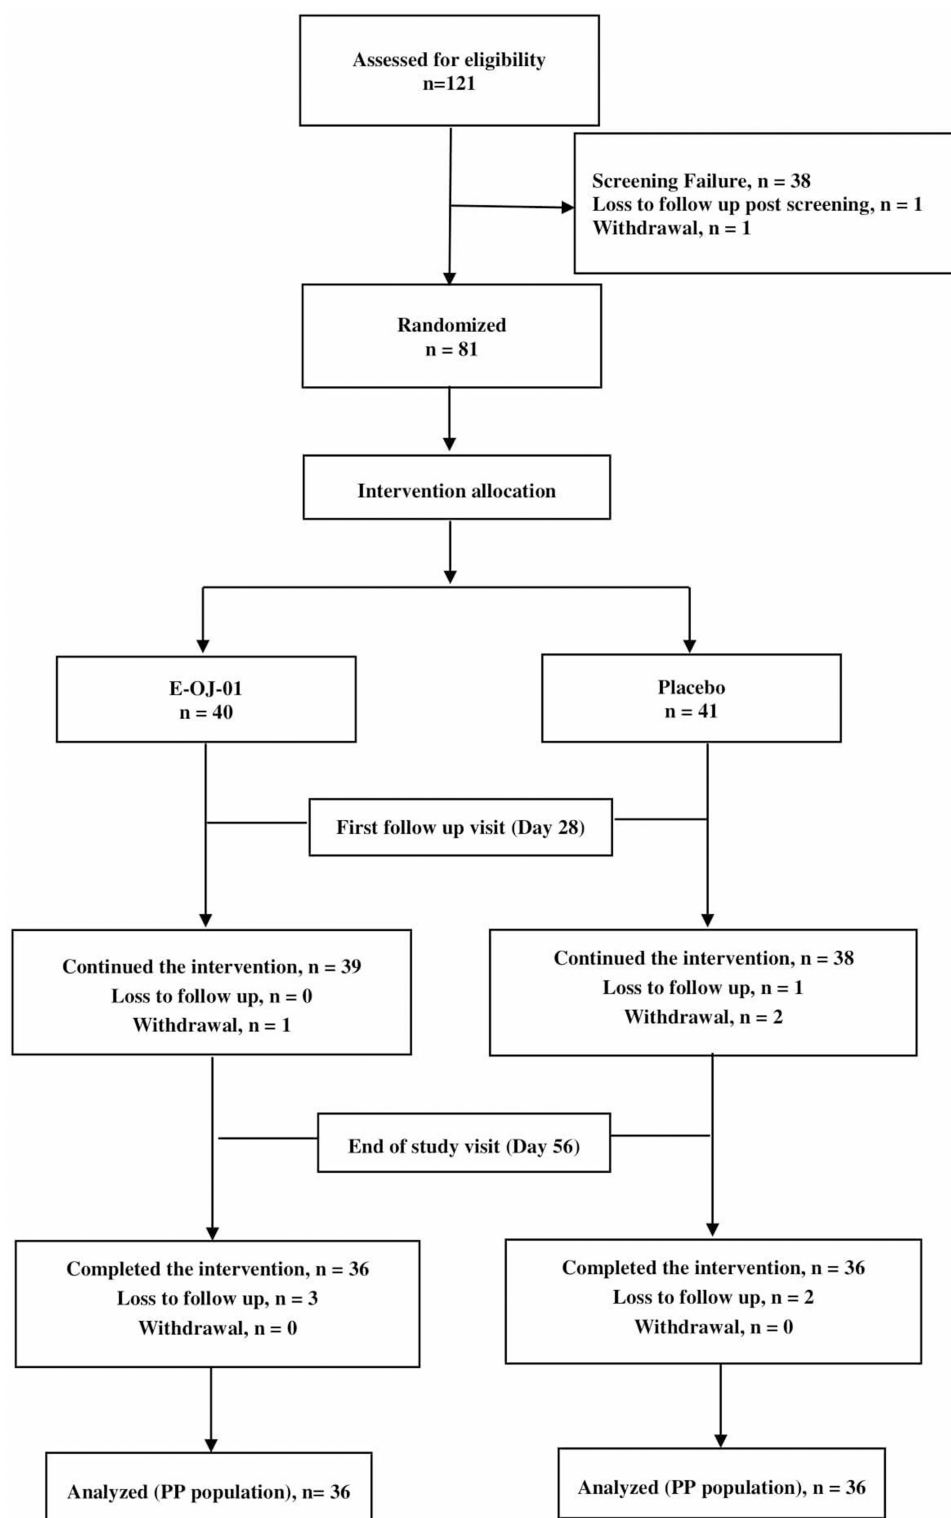 Assessed for eligibility
n=121
Screening Failure, n = 38
Loss to follow up post screening, n = 1
Withdrawal, n = 1
Randomized
n = 81
Intervention allocation
E-OJ-01
n = 40
Placebo
n = 41
First follow up visit (Day 28)
Continued the intervention, n = 39
Loss to follow up, n = 0
Withdrawal, n = 1
Continued the intervention, n = 38
Loss to follow up, n = 1
Withdrawal, n = 2
End of study visit (Day 56)
Completed the intervention, n = 36
Loss to follow up, n = 3
Withdrawal, n = 0
Completed the intervention, n = 36
Loss to follow up, n = 2
Withdrawal, n = 0
Analyzed (PP population), n= 36
Analyzed (PP population), n = 36